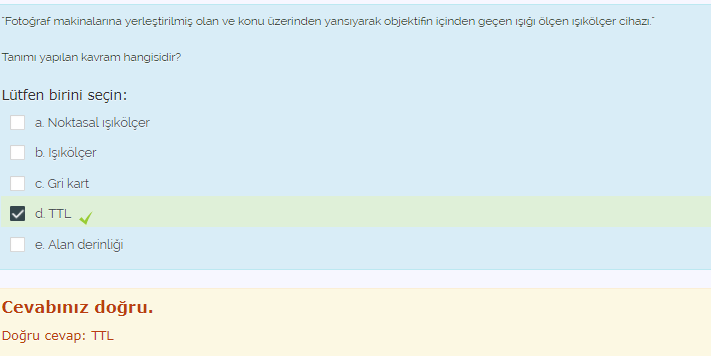 "Fotoğraf makinalarına yerleştirilmiş olan ve konu üzerinden yansıyarak objektifin içinden geçen ışığı ölçen ışıkölçer cihazı."
Tanımı yapılan kavram hangisidir?
Lütfen birini seçin:
a. Noktasal ışıkölçer
b. Işıkölçer
c. Gri kart
d. TTL
e. Alan derinliği
Cevabınız doğru.
Doğru cevap: TTL